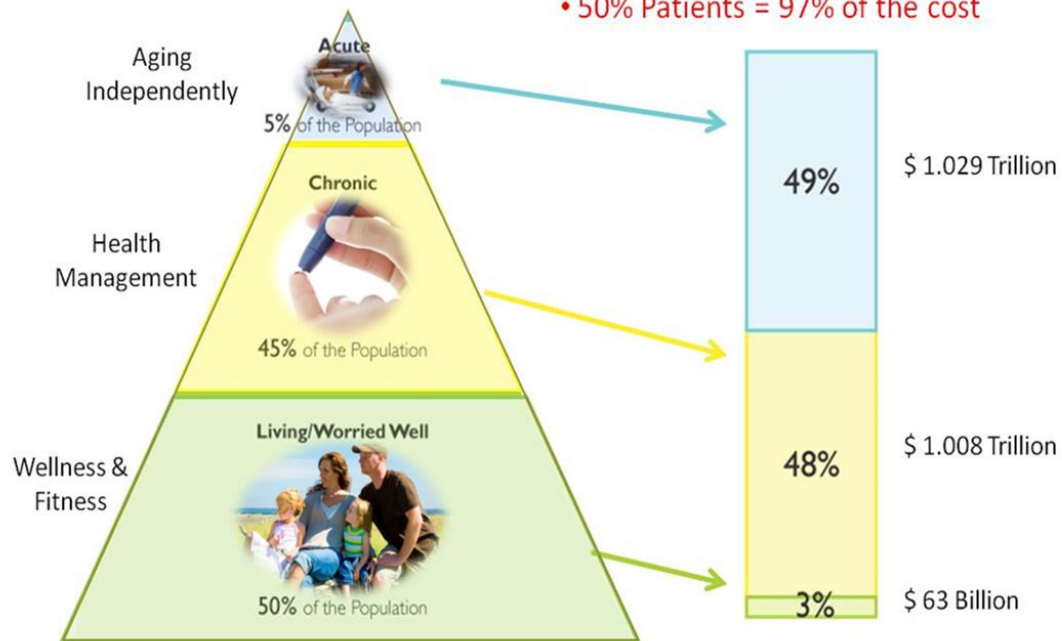 • 50% Patients = 97% of the cost
Aging
Independently
Acute
5% of the Population
49%
$ 1.029 Trillion
Health
Management
Chronic
45% of the Population
48%
$ 1.008 Trillion
Wellness &
Fitness
Living/Worried Well
50% of the Population
3%
$ 63 Billion